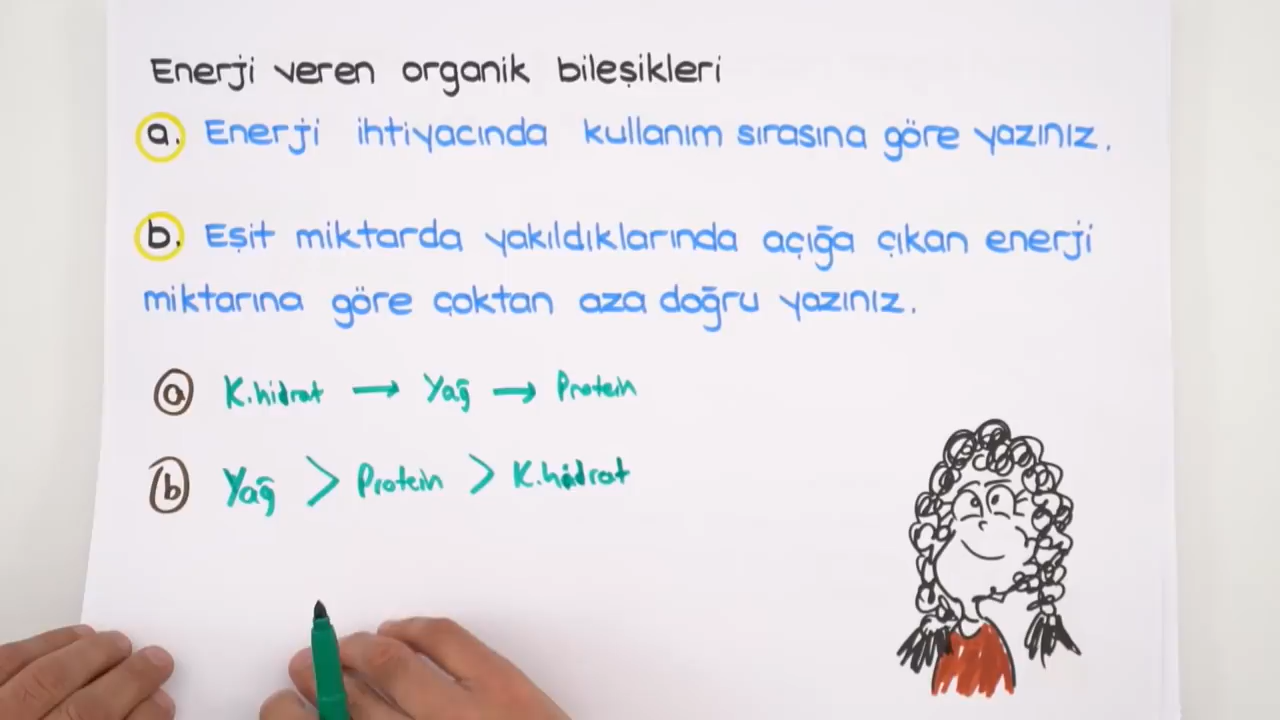 Enerji veren organik bileşikleri
a. Enerji ihtiyacında kullanım sırasına göre yazınız.
b. Eşit miktarda yakıldıklarında açığa çıkan enerji
miktarına göre çoktan aza doğru yazınız.
a K.hidrat → Yağ → Protein
b Yağ > Protein > K.hidrat